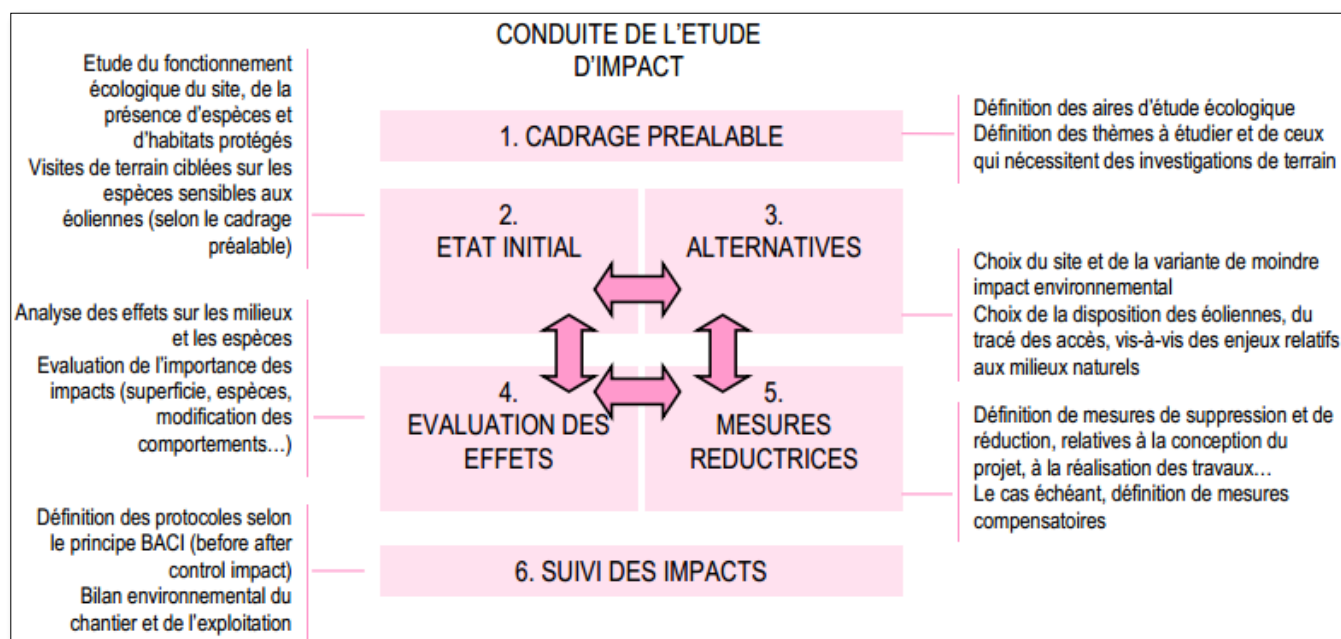 CONDUITE DE L'ETUDE
D'IMPACT
Etude du fonctionnement
écologique du site, de la
présence d'espèces et
d'habitats protégés
Visites de terrain ciblées sur les
espèces sensibles aux
éoliennes (selon le cadrage
préalable)
1. CADRAGE PREALABLE
Définition des aires d'étude écologique
Définition des thèmes à étudier et de ceux
qui nécessitent des investigations de terrain
2.
ETAT INITIAL
3.
ALTERNATIVES
Choix du site et de la variante de moindre
impact environnemental
Choix de la disposition des éoliennes, du
tracé des accès, vis-à-vis des enjeux relatifs
aux milieux naturels
Analyse des effets sur les milieux
et les espèces
Evaluation de l'importance des
impacts (superficie, espèces,
modification des
comportements…)
4.
EVALUATION DES
EFFETS
5.
MESURES
REDUCTRICES
Définition de mesures de suppression et de
réduction, relatives à la conception du
projet, à la réalisation des travaux…
Le cas échéant, définition de mesures
compensatoires
Définition des protocoles selon
le principe BACI (before after
control impact)
Bilan environnemental du
chantier et de l'exploitation
6. SUIVI DES IMPACTS